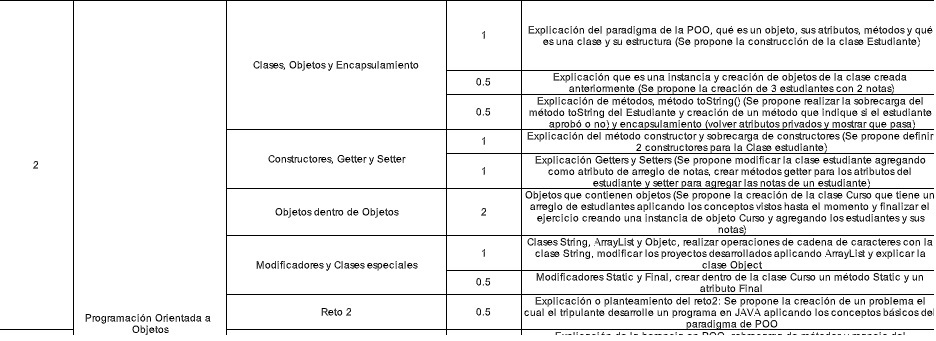 2
Programación Orientada a
Objetos
Clases, Objetos y Encapsulamiento
1
Explicación del paradigma de la POO, qué es un objeto, sus atributos, métodos y qué
es una clase y su estructura (Se propone la construcción de la clase Estudiante)
0.5
Explicación que es una instancia y creación de objetos de la clase creada
anteriormente (Se propone la creación de 3 estudiantes con 2 notas)
0.5
Explicación de métodos, método toString() (Se propone realizar la sobrecarga del
método toString del Estudiante y creación de un método que indique si el estudiante
aprobó o no) y encapsulamiento (volver atributos privados y mostrar que pasa)
Constructores, Getter y Setter
1
Explicación del método constructor y sobrecarga de constructores (Se propone definir
2 constructores para la Clase estudiante)
1
Explicación Getters y Setters (Se propone modificar la clase estudiante agregando
como atributo de arreglo de notas, crear métodos getter para los atributos del
estudiante y setter para agregar las notas de un estudiante)
Objetos dentro de Objetos
2
Objetos que contienen objetos (Se propone la creación de la clase Curso que tiene un
arreglo de estudiantes aplicando los conceptos vistos hasta el momento y finalizar el
ejercicio creando una instancia de objeto Curso y agregando los estudiantes y sus
notas)
Modificadores y Clases especiales
1
Clases String, ArrayList y Objetc, realizar operaciones de cadena de caracteres con la
clase String, modificar los proyectos desarrollados aplicando ArrayList y explicar la
clase Object
0.5
Modificadores Static y Final, crear dentro de la clase Curso un método Static y un
atributo Final
Reto 2
0.5
Explicación o planteamiento del reto2: Se propone la creación de un problema el
cual el tripulante desarrolle un programa en JAVA aplicando los conceptos básicos del
paradigma de POO